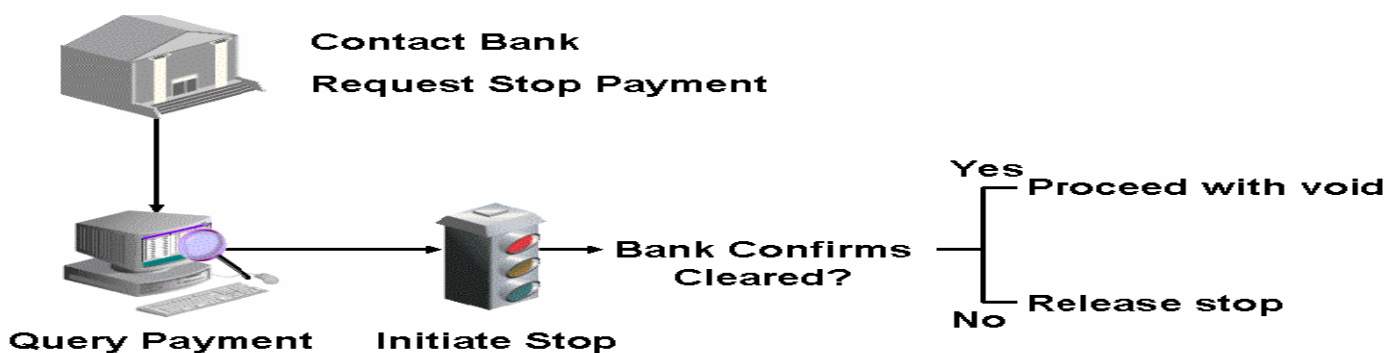 Contact Bank
Request Stop Payment
Query Payment
Initiate Stop
Bank Confirms
Cleared?
Yes
Proceed with void
No
Release stop